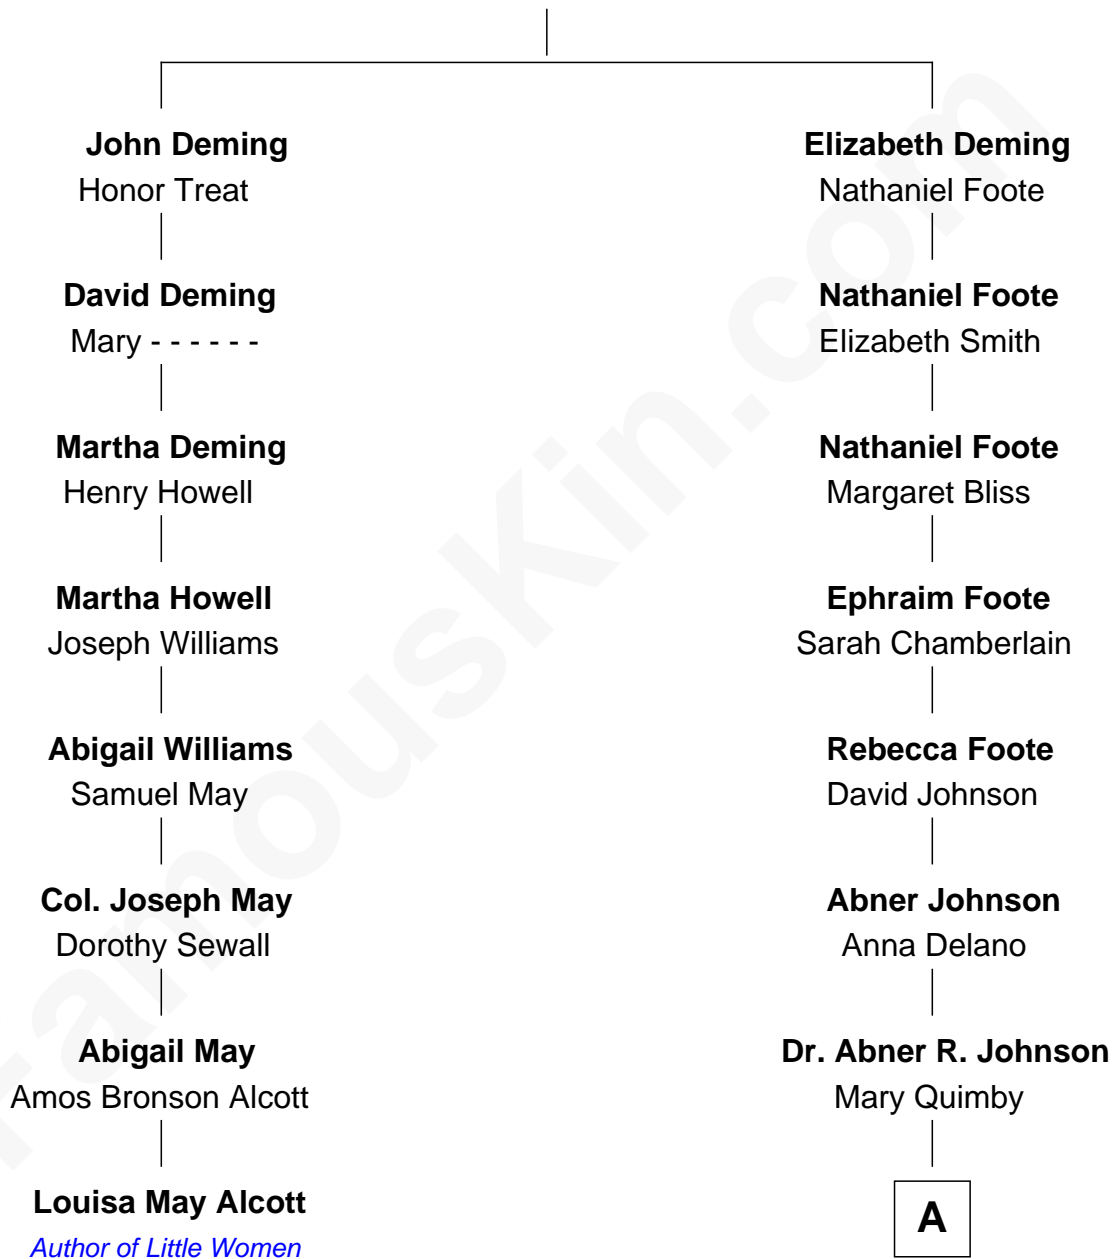 John Deming
Honor Treat
David Deming
Mary - - - - - -
Martha Deming
Henry Howell
Martha Howell
Joseph Williams
Abigail Williams
Samuel May
Col. Joseph May
Dorothy Sewall
Abigail May
Amos Bronson Alcott
Louisa May Alcott
Author of Little Women
Elizabeth Deming
Nathaniel Foote
Nathaniel Foote
Elizabeth Smith
Nathaniel Foote
Margaret Bliss
Ephraim Foote
Sarah Chamberlain
Rebecca Foote
David Johnson
Abner Johnson
Anna Delano
Dr. Abner R. Johnson
Mary Quimby
A
FamousKin.com